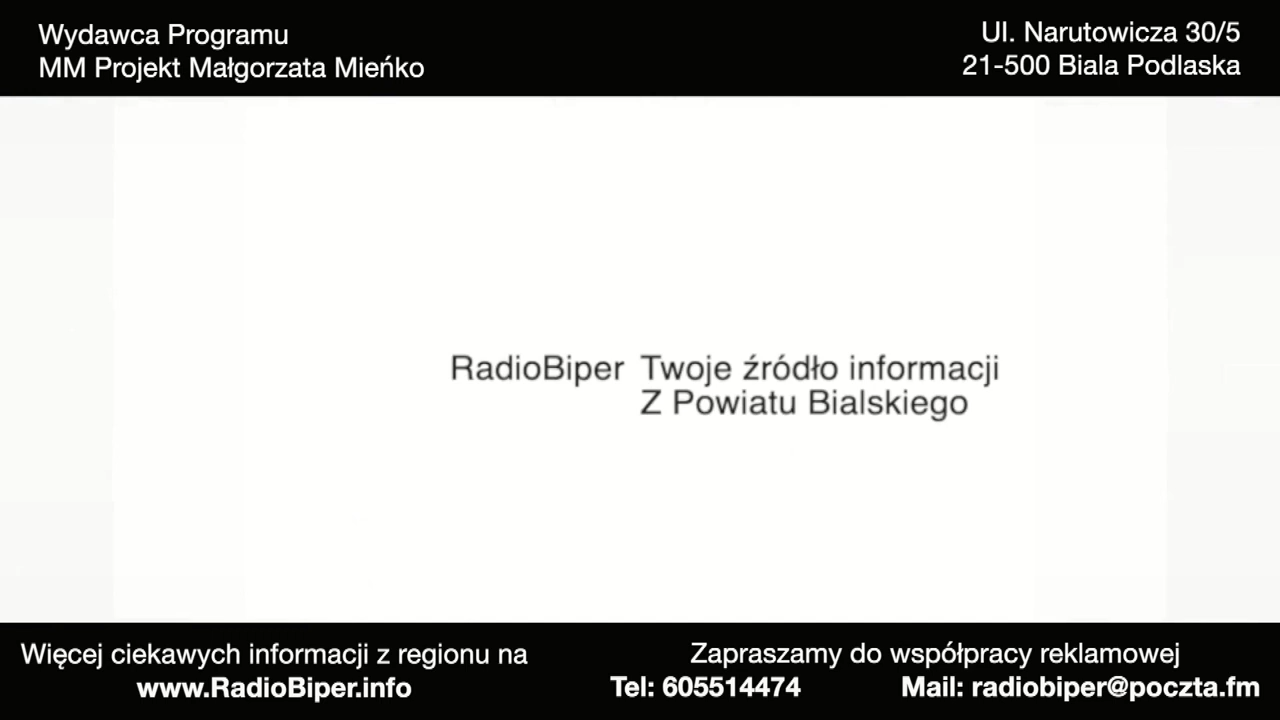 Wydawca Programu
MM Projekt Małgorzata Mieńko
Ul. Narutowicza 30/5
21-500 Biala Podlaska
RadioBiper Twoje źródło informacji
Z Powiatu Bialskiego
Więcej ciekawych informacji z regionu na
www.RadioBiper.info
Zapraszamy do współpracy reklamowej
Tel: 605514474 Mail: radiobiper@poczta.fm